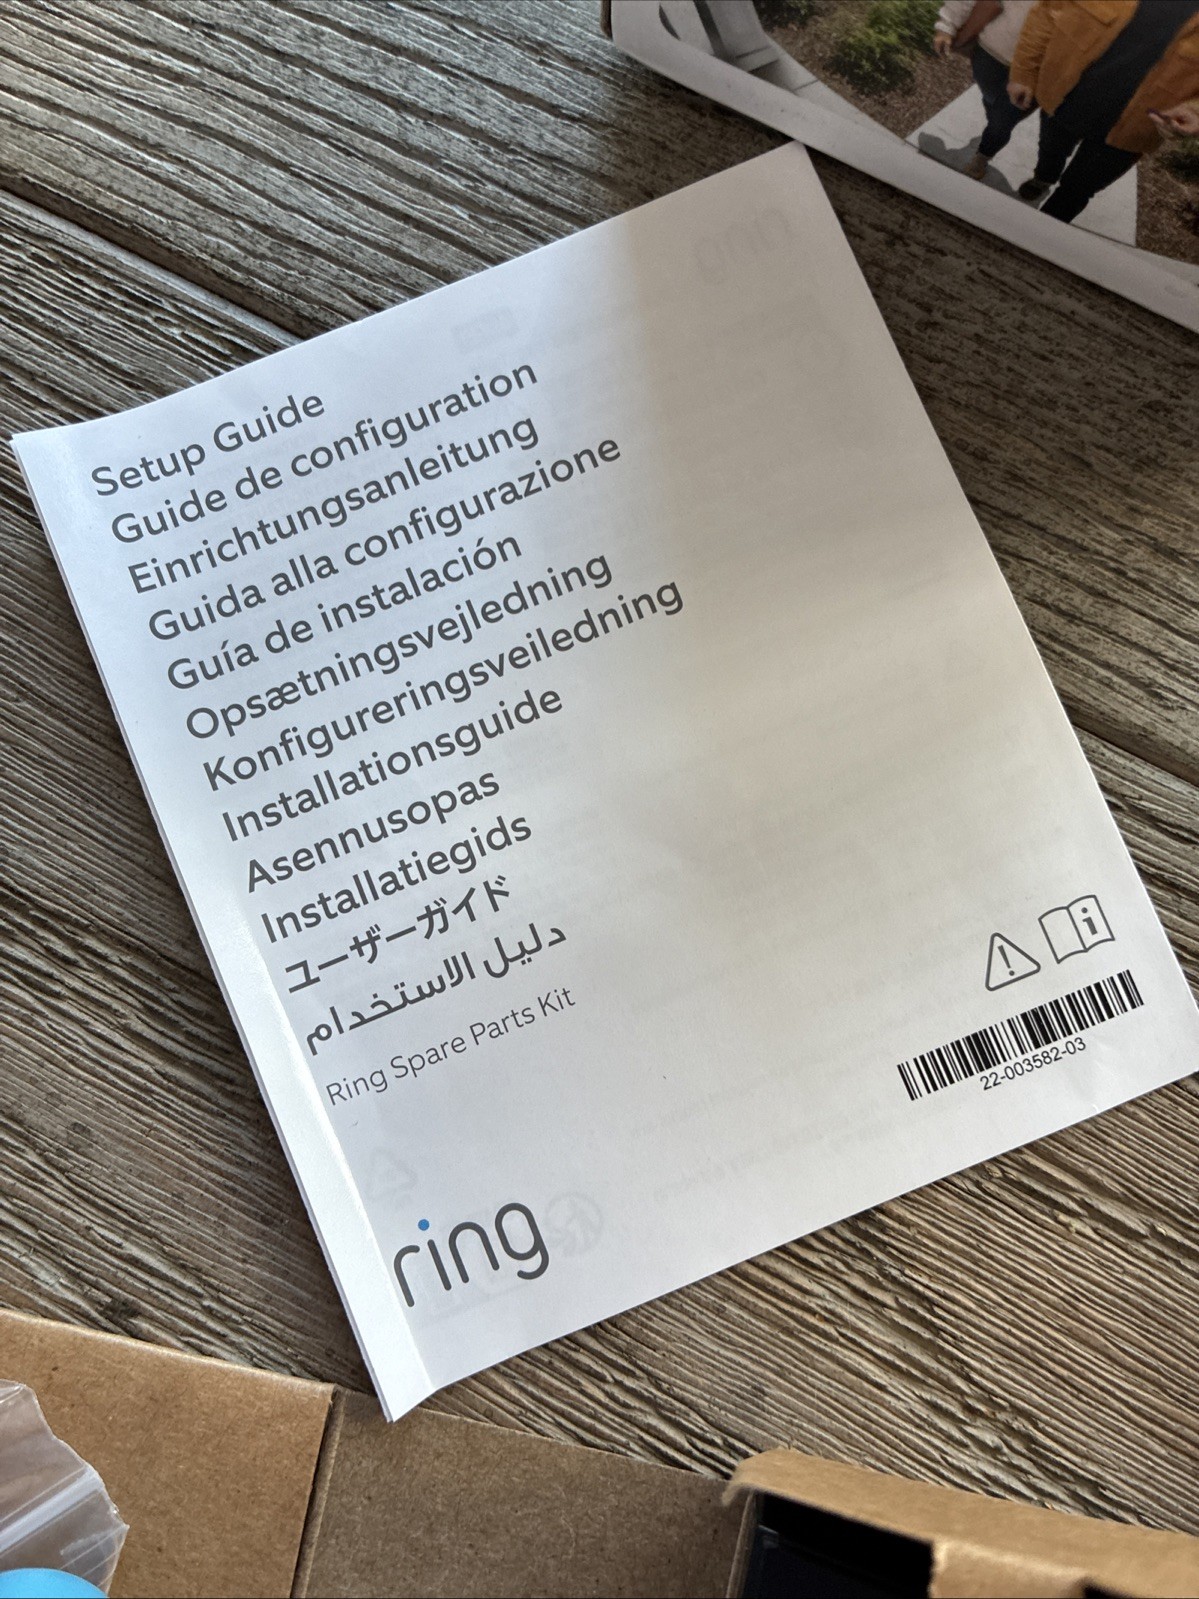 Setup Guide
Guide de configuration
Einrichtungsanleitung
Guida alla configurazione
Guía de instalación
Opsætningsvejledning
Konfigureringsveiledning
Installationsguide
Asennusopas
Installatiegids
ユーザーガイド
دليل الاستخدام
Ring Spare Parts Kit
22-003582-03
ring